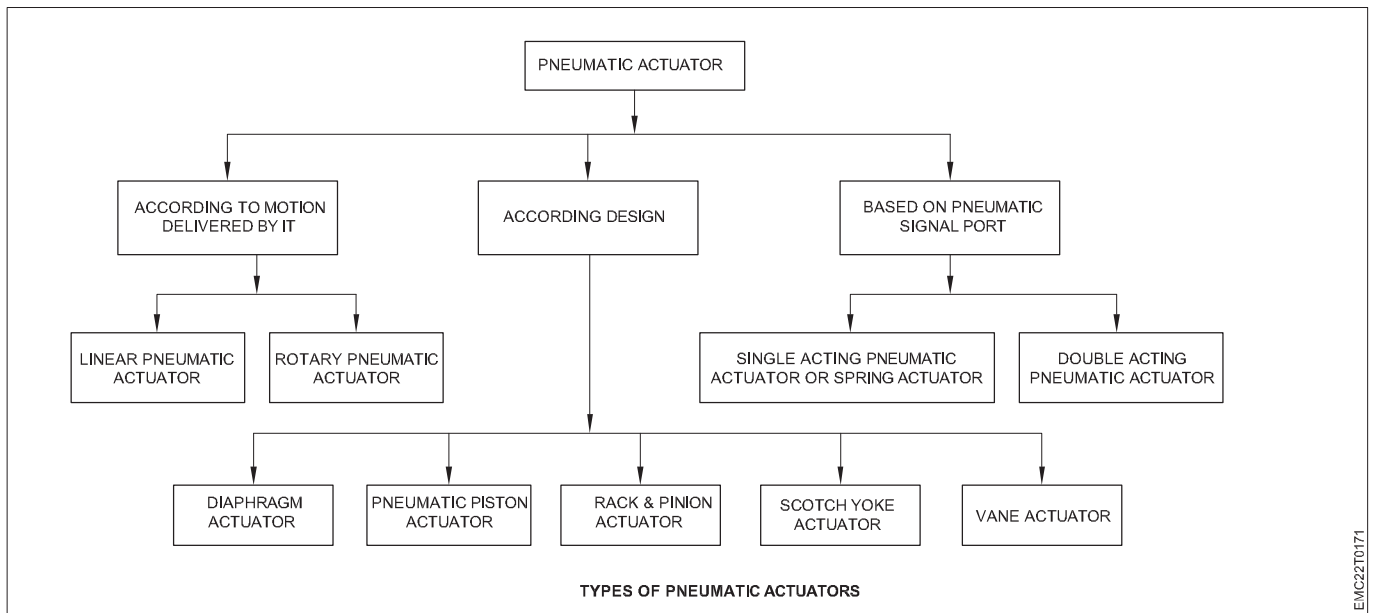 PNEUMATIC ACTUATOR
ACCORDING TO MOTION
DELIVERED BY IT
ACCORDING DESIGN
BASED ON PNEUMATIC
SIGNAL PORT
LINEAR PNEUMATIC
ACTUATOR
ROTARY PNEUMATIC
ACTUATOR
SINGLE ACTING PNEUMATIC
ACTUATOR OR SPRING ACTUATOR
DOUBLE ACTING
PNEUMATIC ACTUATOR
DIAPHRAGM
ACTUATOR
PNEUMATIC PISTON
ACTUATOR
RACK & PINION
ACTUATOR
SCOTCH YOKE
ACTUATOR
VANE ACTUATOR
TYPES OF PNEUMATIC ACTUATORS
EMC22T0171